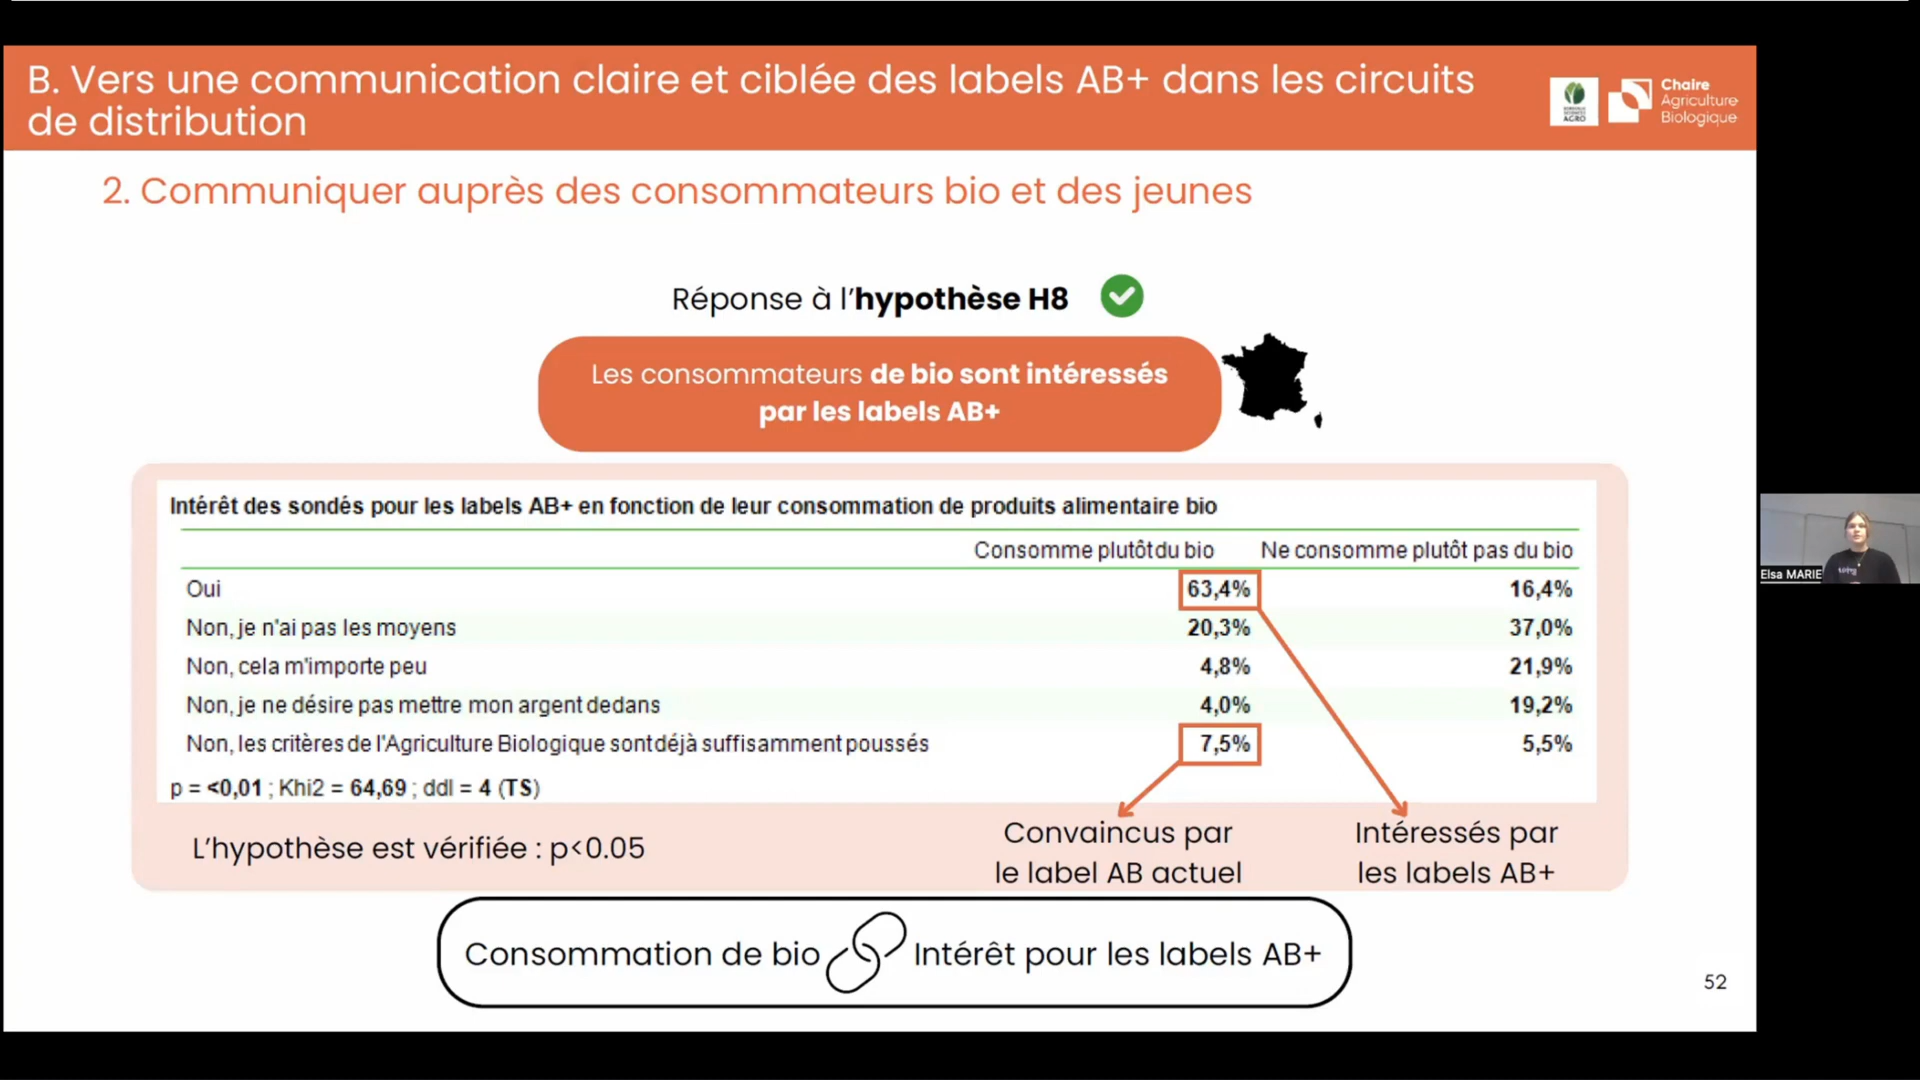 B. Vers une communication claire et ciblée des labels AB+ dans les circuits
de distribution
Chaire
Agriculture
Biologique
BORDEAUX
SCIENCES
AGRO
2. Communiquer auprès des consommateurs bio et des jeunes
Réponse à l'hypothèse H8
Les consommateurs de bio sont intéressés
par les labels AB+
Intérêt des sondés pour les labels AB+ en fonction de leur consommation de produits alimentaire bio
Consomme plutôt du bio Ne consomme plutôt pas du bio
Oui 63,4% 16,4%
Non, je n'ai pas les moyens 20,3% 37,0%
Non, cela m'importe peu 4,8% 21,9%
Non, je ne désire pas mettre mon argent dedans 4,0% 19,2%
Non, les critères de l'Agriculture Biologique sont déjà suffisamment poussés 7,5% 5,5%
p = <0,01 ; Khi2 = 64,69 ; ddl = 4 (TS)
L'hypothèse est vérifiée : p<0.05
Convaincus par
le label AB actuel
Intéressés par
les labels AB+
Consommation de bio Intérêt pour les labels AB+
52
Elsa MARIE